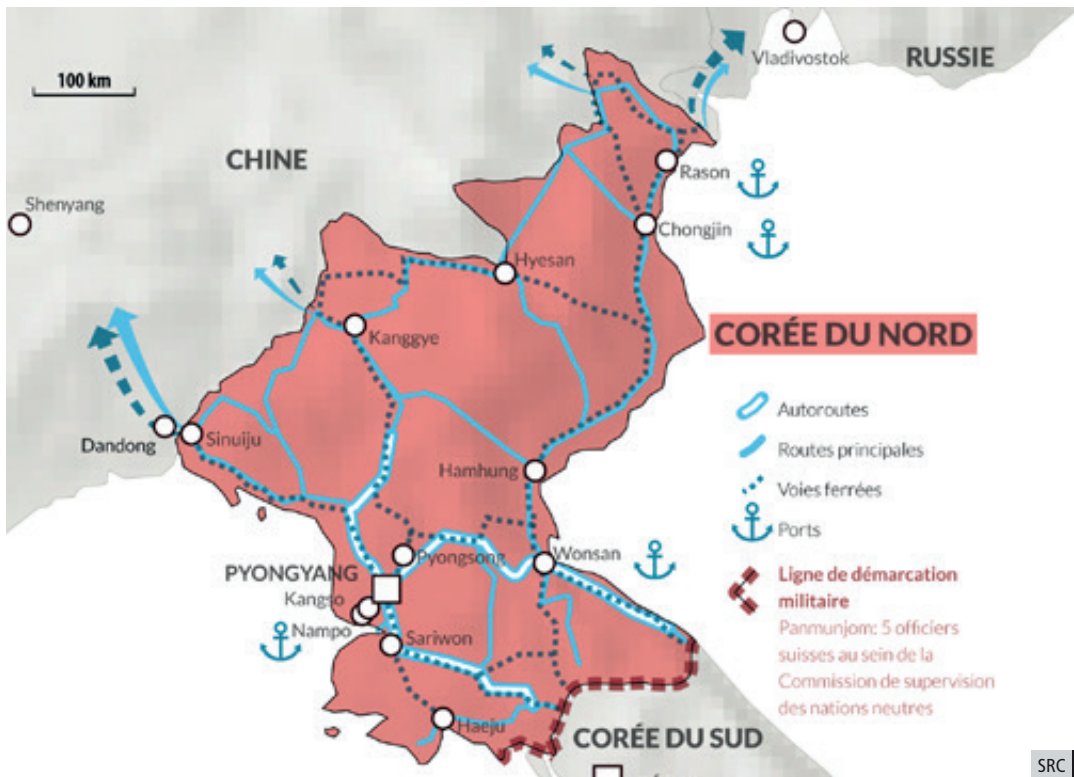 100 km
Vladivostok
RUSSIE
CHINE
Rason
Shenyang
Chongjin
Hyesan
Kanggye
CORÉE DU NORD
Autoroutes
Dandong
Sinuiju
Routes principales
Hamhung
Voies ferrées
Ports
Pyongsong
Wonsan
PYONGYANG
Kangso
Nampo
Sariwon
Ligne de démarcation
militaire
Panmunjom: 5 officiers
suisses au sein de la
Commission de supervision
des nations neutres
Haeju
CORÉE DU SUD
SRC